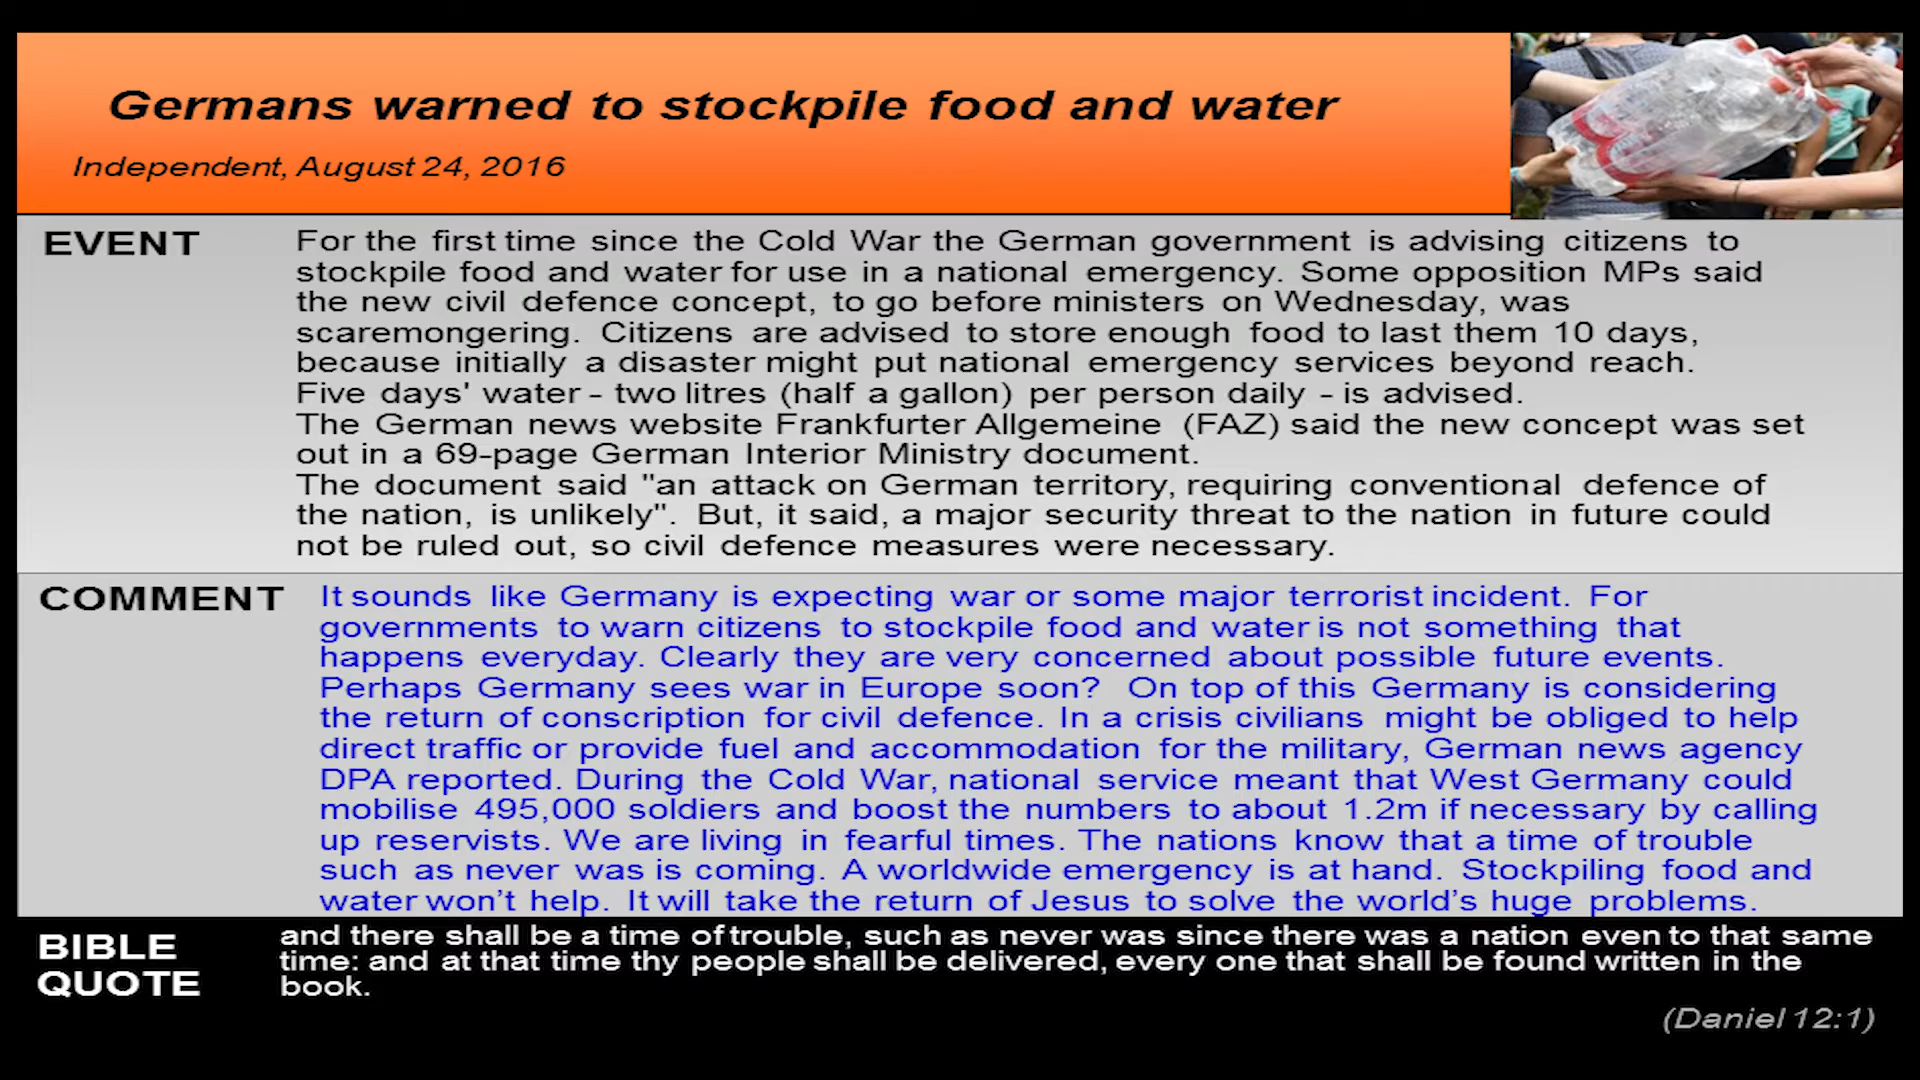 Germans warned to stockpile food and water
Independent, August 24, 2016
EVENT
For the first time since the Cold War the German government is advising citizens to
stockpile food and water for use in a national emergency. Some opposition MPs said
the new civil defence concept, to go before ministers on Wednesday, was
scaremongering. Citizens are advised to store enough food to last them 10 days,
because initially a disaster might put national emergency services beyond reach.
Five days' water - two litres (half a gallon) per person daily - is advised.
The German news website Frankfurter Allgemeine (FAZ) said the new concept was set
out in a 69-page German Interior Ministry document.
The document said "an attack on German territory, requiring conventional defence of
the nation, is unlikely". But, it said, a major security threat to the nation in future could
not be ruled out, so civil defence measures were necessary.
COMMENT
It sounds like Germany is expecting war or some major terrorist incident. For
governments to warn citizens to stockpile food and water is not something that
happens everyday. Clearly they are very concerned about possible future events.
Perhaps Germany sees war in Europe soon? On top of this Germany is considering
the return of conscription for civil defence. In a crisis civilians might be obliged to help
direct traffic or provide fuel and accommodation for the military, German news agency
DPA reported. During the Cold War, national service meant that West Germany could
mobilise 495,000 soldiers and boost the numbers to about 1.2m if necessary by calling
up reservists. We are living in fearful times. The nations know that a time of trouble
such as never was is coming. A worldwide emergency is at hand. Stockpiling food and
water won't help. It will take the return of Jesus to solve the world's huge problems.
BIBLE
QUOTE
and there shall be a time of trouble, such as never was since there was a nation even to that same
time: and at that time thy people shall be delivered, every one that shall be found written in the
book.
(Daniel 12:1)